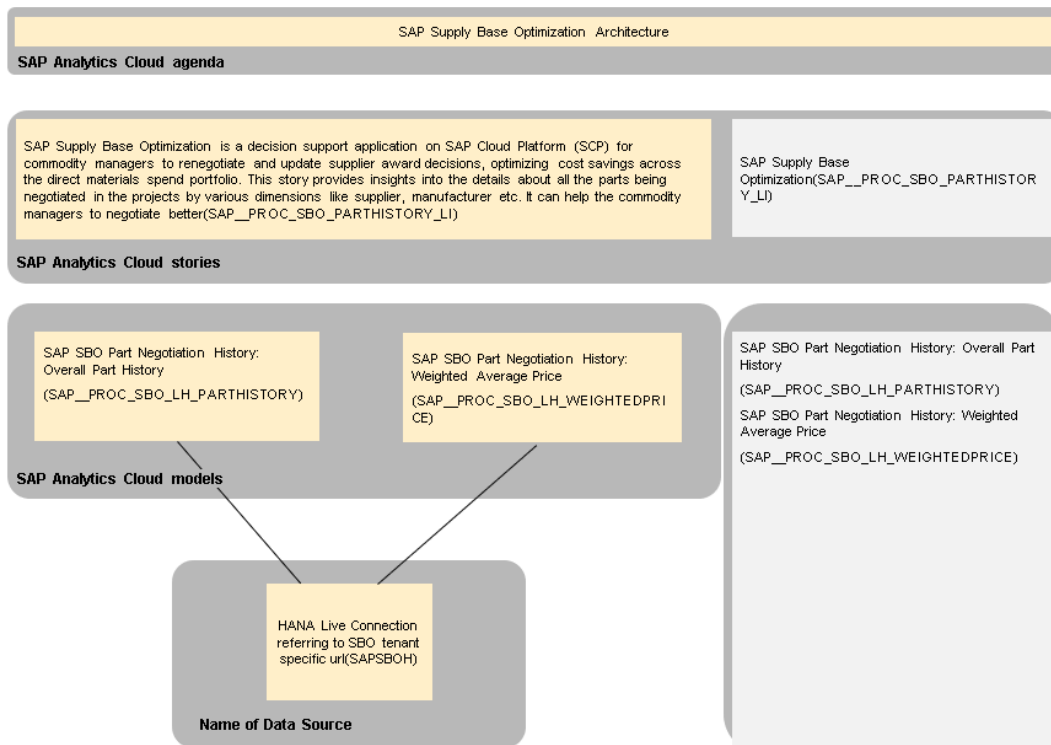 SAP Supply Base Optimization Architecture
SAP Analytics Cloud agenda
SAP Supply Base Optimization is a decision support application on SAP Cloud Platform (SCP) for
commodity managers to renegotiate and update supplier award decisions, optimizing cost savings across
the direct materials spend portfolio. This story provides insights into the details about all the parts being
negotiated in the projects by various dimensions like supplier, manufacturer etc. It can help the commodity
managers to negotiate better(SAP__PROC_SBO_PARTHISTORY_LI)
SAP Supply Base
Optimization(SAP__PROC_SBO_PARTHISTOR
Y_LI)
SAP Analytics Cloud stories
SAP SBO Part Negotiation History:
Overall Part History
(SAP__PROC_SBO_LH_PARTHISTORY)
SAP SBO Part Negotiation History:
Weighted Average Price
(SAP__PROC_SBO_LH_WEIGHTEDPRI
CE)
SAP Analytics Cloud models
SAP SBO Part Negotiation History: Overall Part
History
(SAP__PROC_SBO_LH_PARTHISTORY)
SAP SBO Part Negotiation History: Weighted
Average Price
(SAP__PROC_SBO_LH_WEIGHTEDPRICE)
HANA Live Connection
referring to SBO tenant
specific url(SAPSBOH)
Name of Data Source